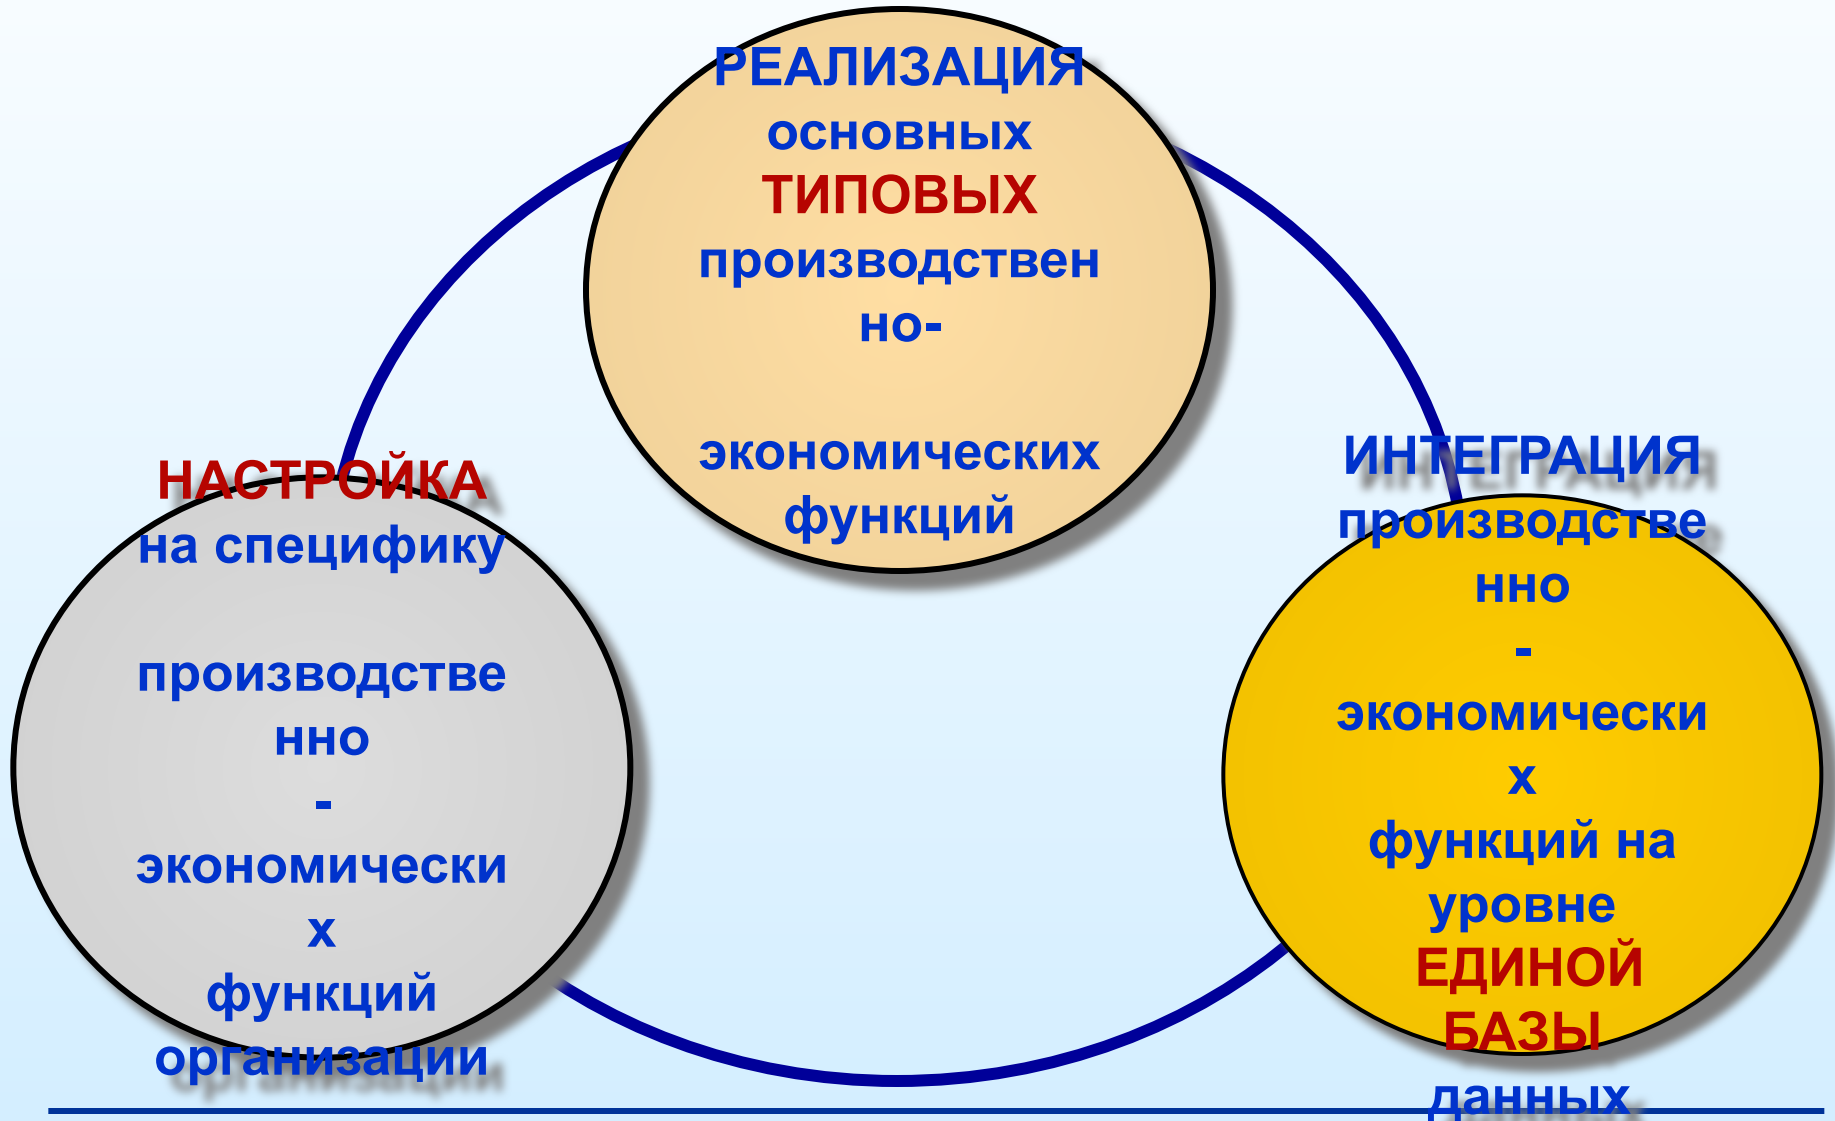 РЕАЛИЗАЦИЯ
основных
ТИПОВЫХ
производствен
но-
экономических
функций
НАСТРОЙКА
на специфику
производстве
нно
-
экономически
х
функций
организации
ИНТЕГРАЦИЯ
производстве
нно
-
экономически
х
функций на
уровне
ЕДИНОЙ
БАЗЫ
данных